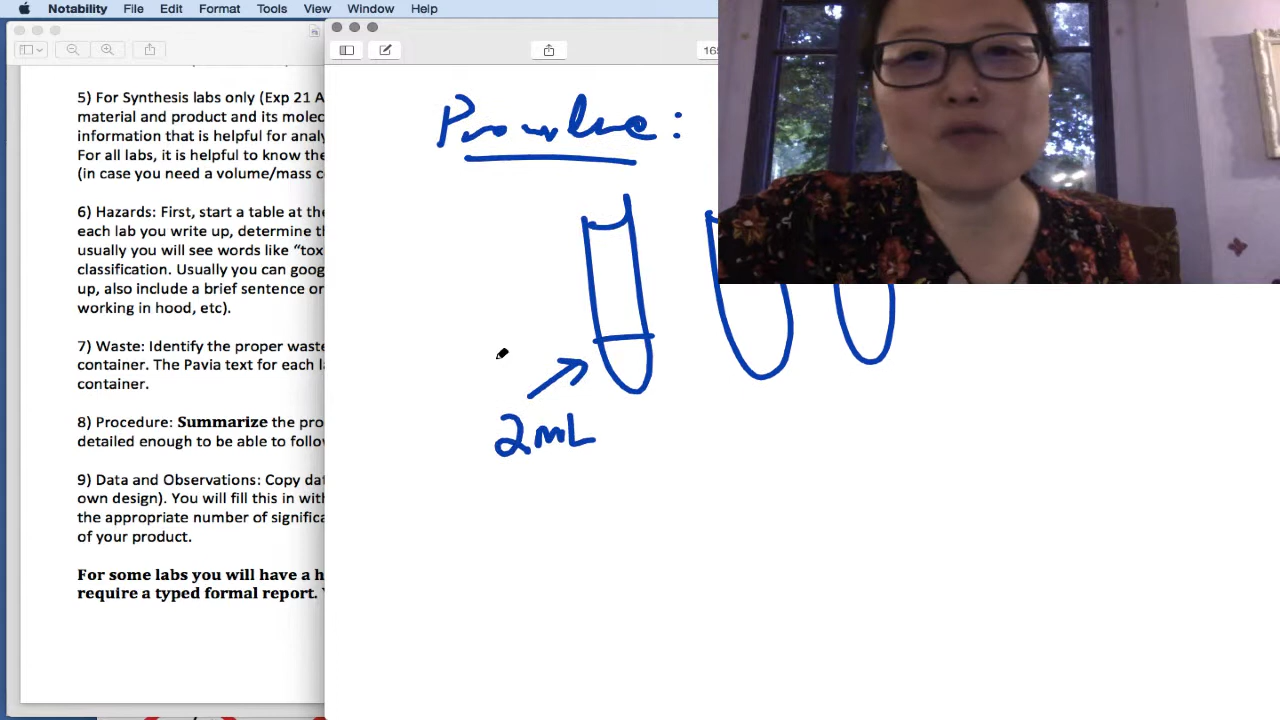 Notability File Edit Format Tools View Window Help
5) For Synthesis labs only (Exp 21 A
material and product and its molec
information that is helpful for analy
For all labs, it is helpful to know the
(in case you need a volume/mass c
6) Hazards: First, start a table at the
each lab you write up, determine th
usually you will see words like “tox
classification. Usually you can goog
up, also include a brief sentence or
working in hood, etc).
7) Waste: Identify the proper waste
container. The Pavia text for each la
container.
8) Procedure: Summarize the pro
detailed enough to be able to follow
9) Data and Observations: Copy dat
own design). You will fill this in with
the appropriate number of significa
of your product.
For some labs you will have a h
require a typed formal report. Y
165
2mL